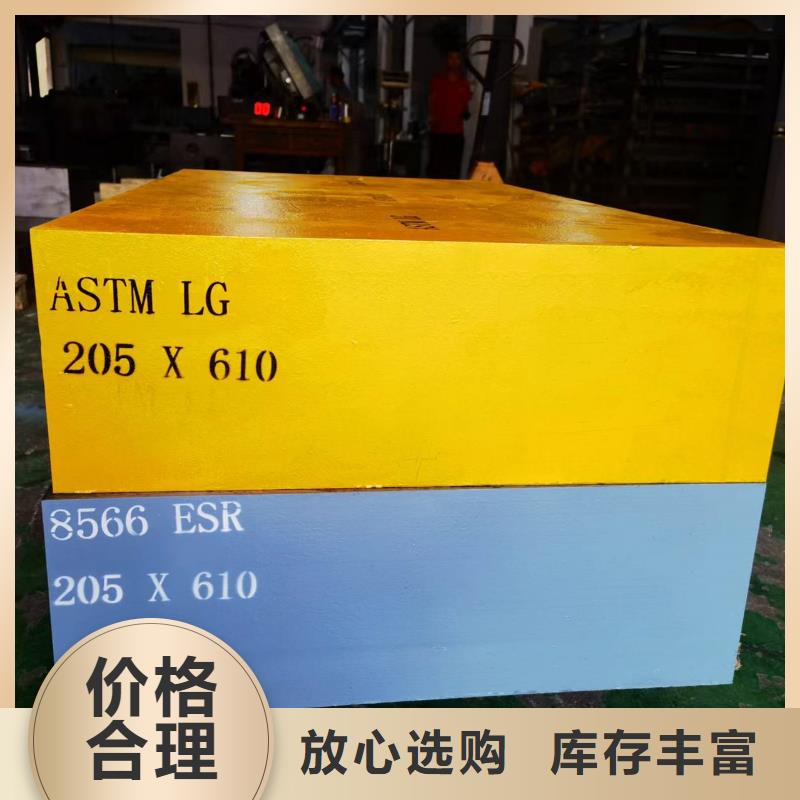 ASTM LG
205 X 610
8566 ESR
205 X 610
价格
合理
放心选购 库存丰富